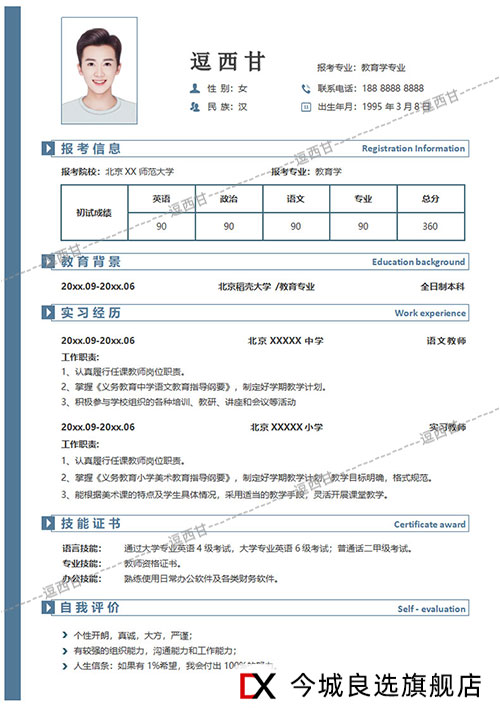 逗西甘
报考专业：教育学专业
性 别：女
联系电话：188 8888 8888
民 族：汉
出生年月：1995 年 3 月 8 日
报考信息 Registration Information
报考院校：北京 XX 师范大学 报考专业：教育学
初试成绩 英语 政治 语文 专业 总分
90 90 90 90 360
教育背景 Education background
20xx.09-20xx.06 北京稻壳大学 /教育专业 全日制本科
实习经历 Work experience
20xx.09-20xx.06 北京 XXXXX 中学 语文教师
工作职责：
1、认真履行任课教师岗位职责。
2、掌握《义务教育中学语文教育指导纲要》，制定好学期教学计划。
3、积极参与学校组织的各种培训、教研、讲座和会议等活动
20xx.09-20xx.06 北京 XXXXX 小学 实习教师
工作职责：
1、认真履行任课教师岗位职责。
2、掌握《义务教育小学美术教育指导纲要》，制定好学期教学计划，教学目标明确，格式规范。
3、能根据美术课的特点及学生具体情况，采用适当的教学手段，灵活开展课堂教学。
技能证书 Certificate award
语言技能： 通过大学专业英语 4 级考试，大学专业英语 6 级考试；普通话二甲级考试。
专业技能： 教师资格证书。
办公技能： 熟练使用日常办公软件及各类财务软件。
自我评价 Self - evaluation
个性开朗，真诚，大方，严谨；
有较强的组织能力，沟通能力和工作能力；
人生信条：如果有 1%希望，我会付出 100%的努力。
DX 今城良选旗舰店
逗西甘
逗西甘
逗西甘
逗西甘
逗西甘
逗西甘
逗西甘